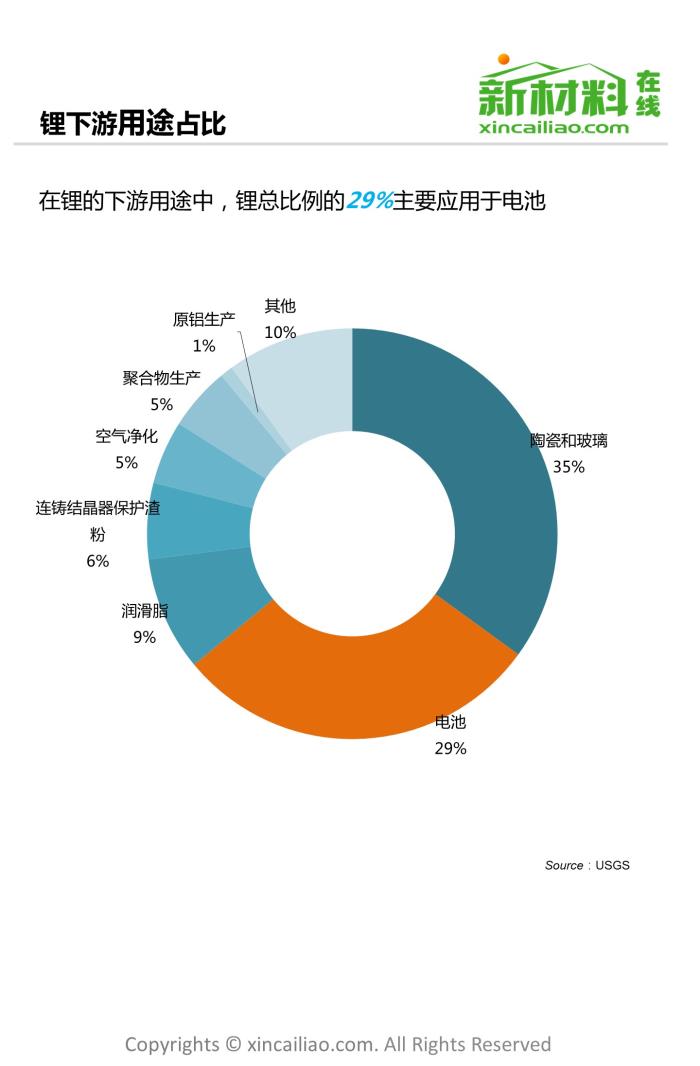 新材料在线
xincailiao.com
锂下游用途占比
在锂的下游用途中，锂总比例的29%主要应用于电池
其他
10%
原铝生产
1%
聚合物生产
5%
空气净化
5%
连铸结晶器保护渣
粉
6%
润滑脂
9%
陶瓷和玻璃
35%
电池
29%
Source：USGS
Copyrights © xincailiao.com. All Rights Reserved